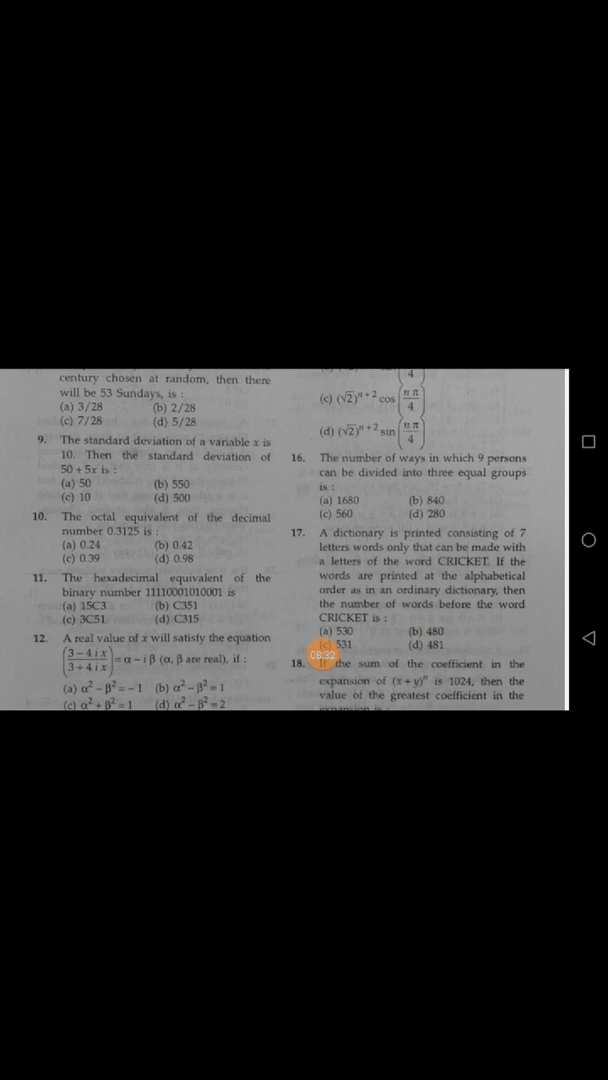 century chosen at random, then there
will be 53 Sundays, is :
(a) 3/28 (b) 2/28
(c) 7/28 (d) 5/28
9. The standard deviation of a variable x is
10. Then the standard deviation of
50 + 5x is :
(a) 50 (b) 550
(c) 10 (d) 500
10. The octal equivalent of the decimal
number 0.3125 is :
(a) 0.24 (b) 0.42
(c) 0.39 (d) 0.98
11. The hexadecimal equivalent of the
binary number 11110001010001 is
(a) 15C3 (b) C351
(c) 3C51 (d) C315
12. A real value of x will satisfy the equation
(3 − 4 i x / 3 + 4 i x) = α − i β (α, β are real), if :
(a) α² − β² = − 1 (b) α² − β² = 1
(c) α² + β² = 1 (d) α² − β² = 2
4
(c) (√2)ⁿ⁺² cos (n π / 4)
(d) (√2)ⁿ⁺² sin (n π / 4)
16. The number of ways in which 9 persons
can be divided into three equal groups
is :
(a) 1680 (b) 840
(c) 560 (d) 280
17. A dictionary is printed consisting of 7
letters words only that can be made with
a letters of the word CRICKET. If the
words are printed at the alphabetical
order as in an ordinary dictionary, then
the number of words before the word
CRICKET is :
(a) 530 (b) 480
(c) 531 (d) 481
08:32
18. If the sum of the coefficient in the
expansion of (x + y)ⁿ is 1024, then the
value of the greatest coefficient in the
expansion is :